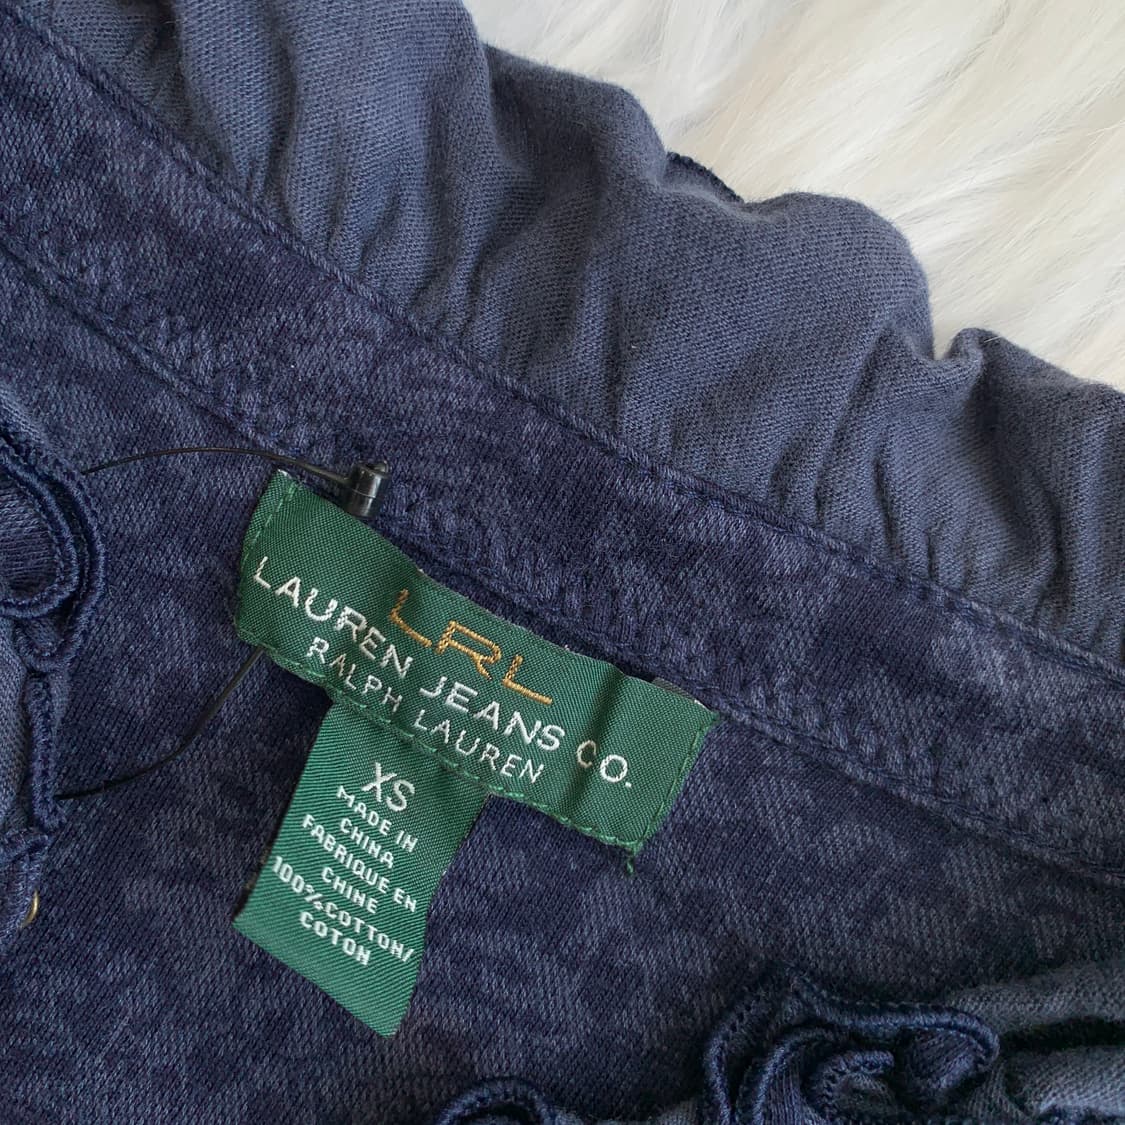 LRL
LAUREN JEANS CO.
RALPH LAUREN
XS
MADE IN
CHINA
FABRIQUE EN
CHINE
100%COTTON/
COTON